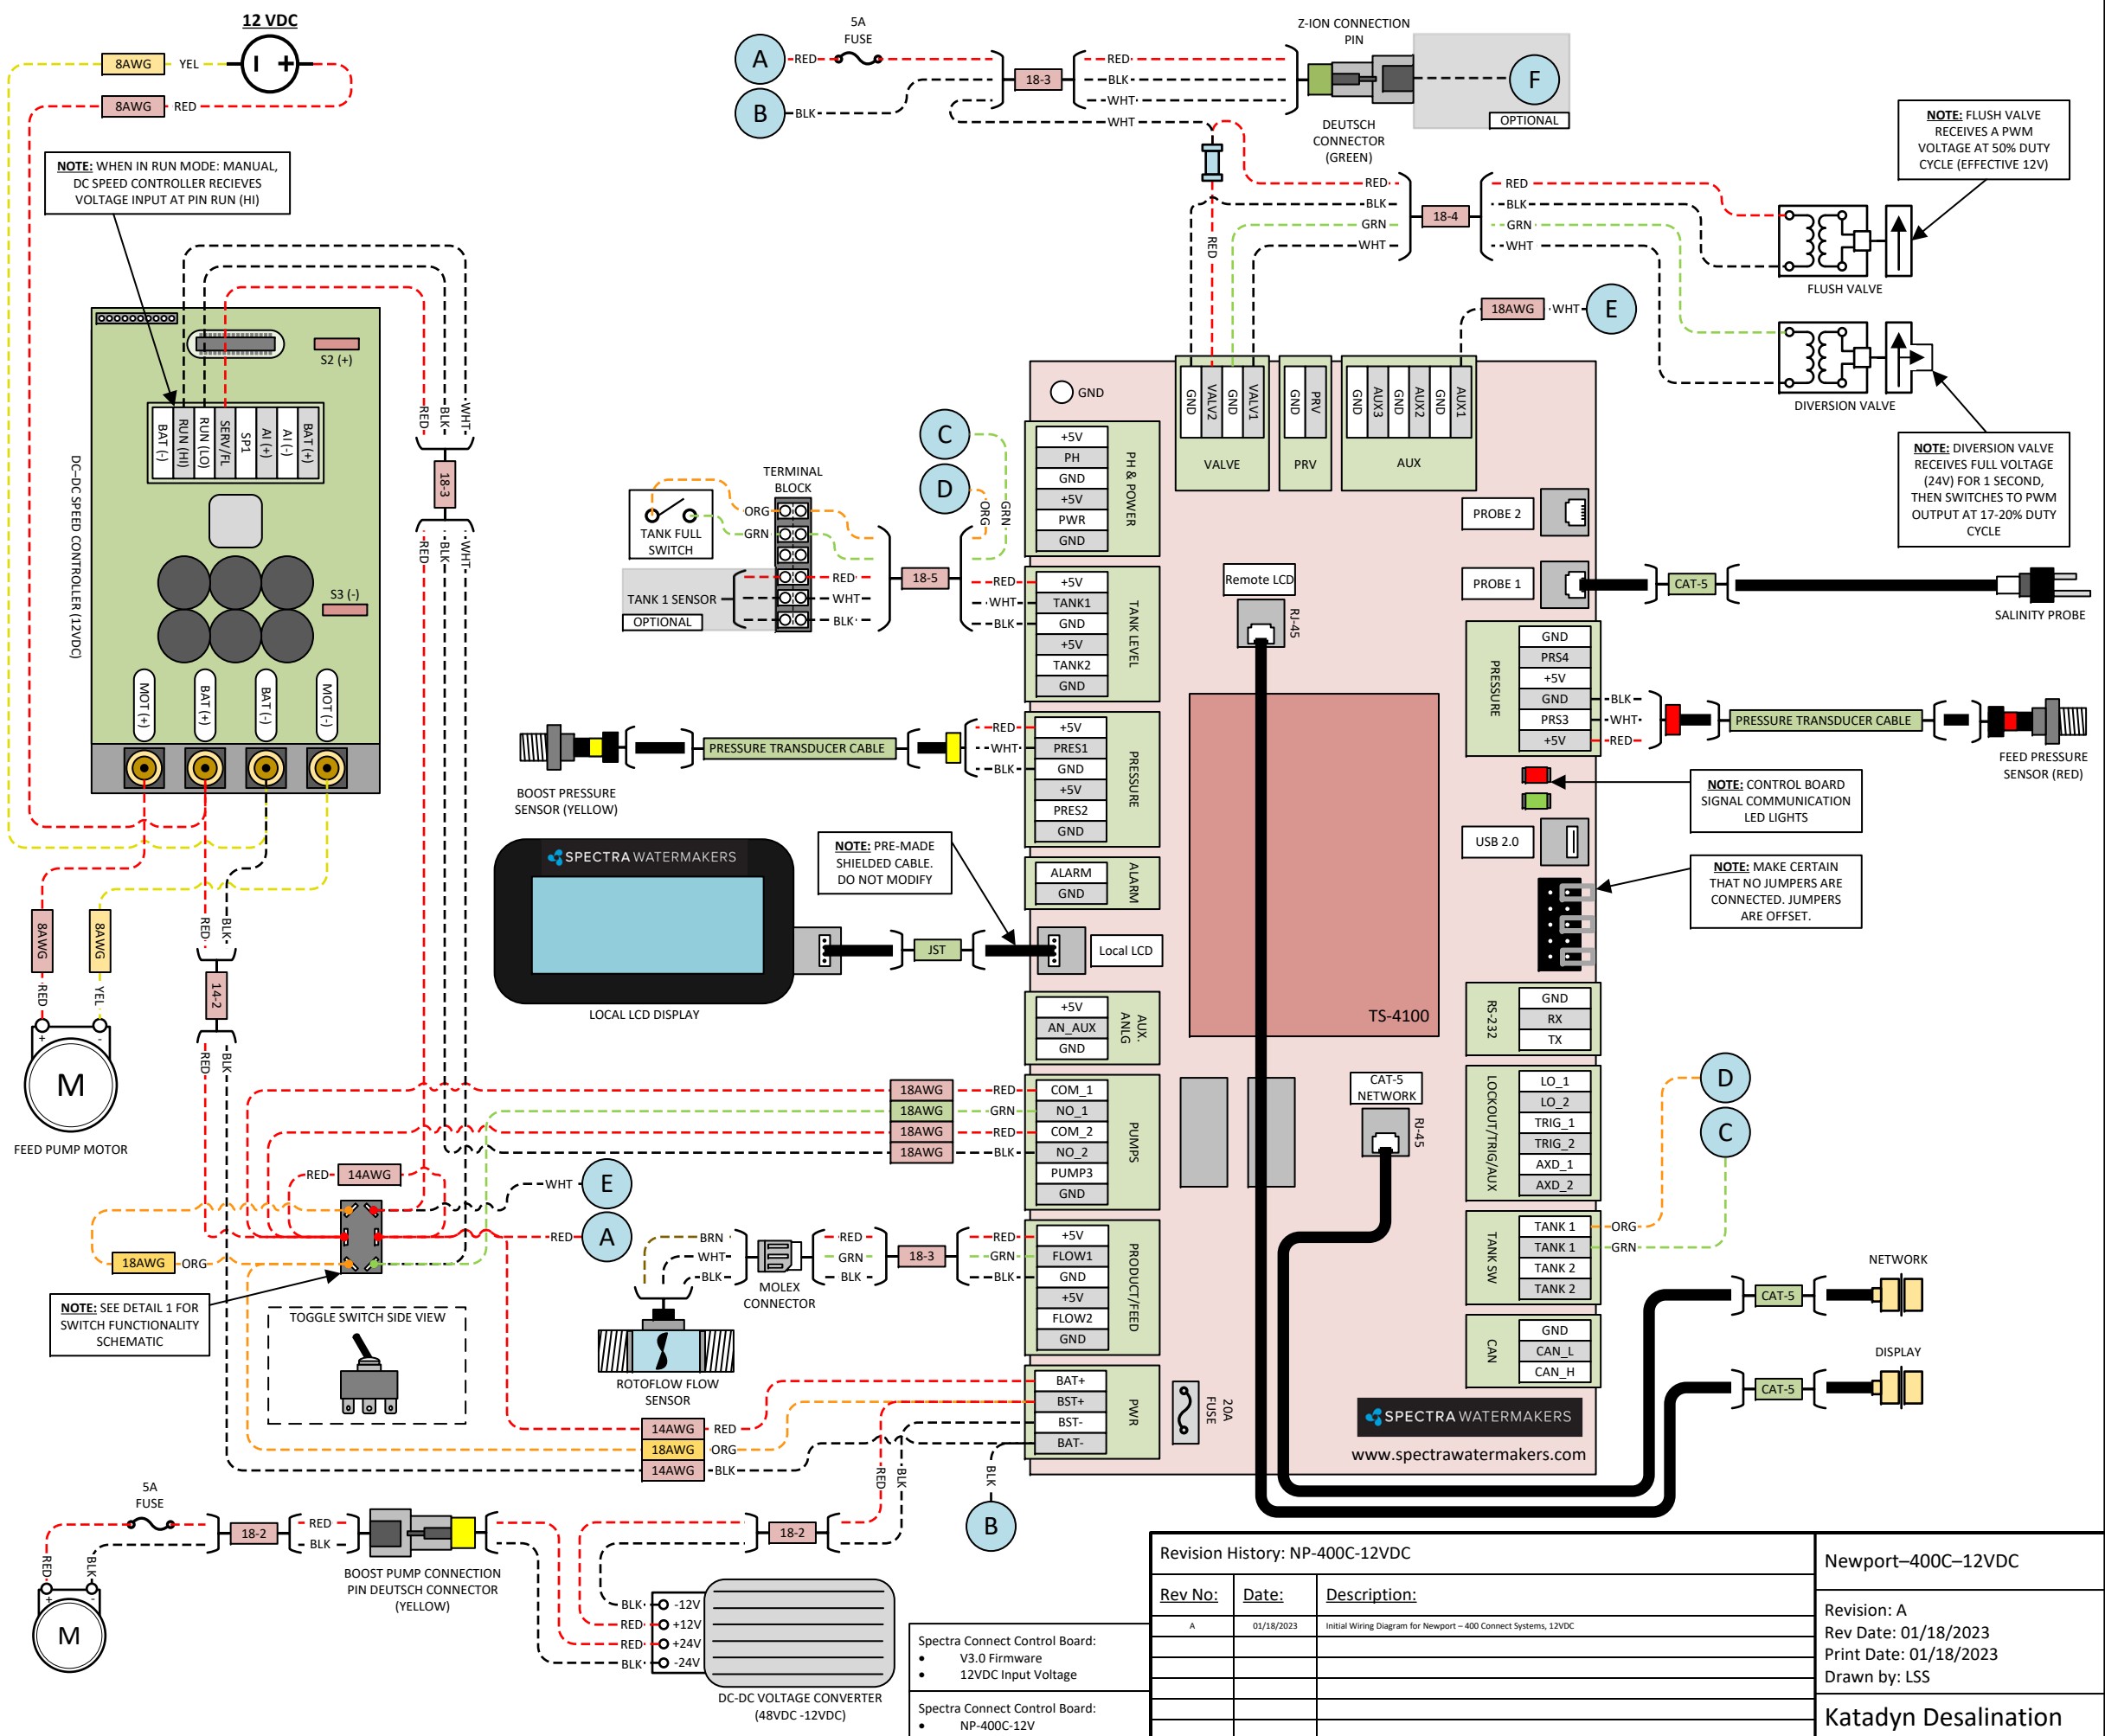 12 VDC
8AWG
YEL
8AWG
RED
NOTE: WHEN IN RUN MODE: MANUAL,
DC SPEED CONTROLLER RECIEVES
VOLTAGE INPUT AT PIN RUN (HI)
S2 (+)
BAT (-)
RUN (HI)
RUN (LO)
SERV/FL
SP1
AI (+)
AI (-)
BAT (+)
DC–DC SPEED CONTROLLER (12VDC)
S3 (-)
MOT (+)
BAT (+)
BAT (-)
MOT (-)
RED
BLK
WHT
18-3
RED
BLK
WHT
8AWG
8AWG
RED
YEL
+
-
M
FEED PUMP MOTOR
RED
BLK
14-2
RED
BLK
A
B
RED
BLK
5A
FUSE
18-3
RED
BLK
WHT
WHT
Z-ION CONNECTION
PIN
F
OPTIONAL
DEUTSCH
CONNECTOR
(GREEN)
RED
RED
BLK
GRN
WHT
18-4
RED
BLK
GRN
WHT
NOTE: FLUSH VALVE
RECEIVES A PWM
VOLTAGE AT 50% DUTY
CYCLE (EFFECTIVE 12V)
FLUSH VALVE
18AWG
WHT
E
DIVERSION VALVE
NOTE: DIVERSION VALVE
RECEIVES FULL VOLTAGE
(24V) FOR 1 SECOND,
THEN SWITCHES TO PWM
OUTPUT AT 17-20% DUTY
CYCLE
GND
GND
VALV2
GND
VALV1
VALVE
GND
PRV
PRV
GND
AUX3
GND
AUX2
GND
AUX1
AUX
C
D
ORG
GRN
TERMINAL
BLOCK
TANK FULL
SWITCH
ORG
GRN
TANK 1 SENSOR
OPTIONAL
RED
WHT
BLK
18-5
RED
WHT
BLK
+5V
PH
GND
+5V
PWR
GND
PH & POWER
+5V
TANK1
GND
+5V
TANK2
GND
TANK LEVEL
BOOST PRESSURE
SENSOR (YELLOW)
PRESSURE TRANSDUCER CABLE
RED
WHT
BLK
+5V
PRES1
GND
+5V
PRES2
GND
PRESSURE
ALARM
GND
ALARM
SPECTRA WATERMAKERS
LOCAL LCD DISPLAY
NOTE: PRE-MADE
SHIELDED CABLE.
DO NOT MODIFY
JST
Local LCD
+5V
AN_AUX
GND
AUX.
ANLG
18AWG
18AWG
18AWG
18AWG
RED
GRN
RED
BLK
COM_1
NO_1
COM_2
NO_2
PUMP3
GND
PUMPS
RED
14AWG
WHT
E
RED
A
18AWG
ORG
NOTE: SEE DETAIL 1 FOR
SWITCH FUNCTIONALITY
SCHEMATIC
TOGGLE SWITCH SIDE VIEW
BRN
WHT
BLK
MOLEX
CONNECTOR
RED
GRN
BLK
18-3
RED
GRN
BLK
ROTOFLOW FLOW
SENSOR
+5V
FLOW1
GND
+5V
FLOW2
GND
PRODUCT/FEED
BAT+
BST+
BST-
BAT-
PWR
20A
FUSE
14AWG
18AWG
14AWG
RED
ORG
BLK
RED
BLK
BLK
B
Remote LCD
RJ-45
TS-4100
CAT-5
NETWORK
RJ-45
PROBE 2
PROBE 1
CAT-5
SALINITY PROBE
PRESSURE
GND
PRS4
+5V
GND
PRS3
+5V
BLK
WHT
RED
PRESSURE TRANSDUCER CABLE
FEED PRESSURE
SENSOR (RED)
NOTE: CONTROL BOARD
SIGNAL COMMUNICATION
LED LIGHTS
USB 2.0
NOTE: MAKE CERTAIN
THAT NO JUMPERS ARE
CONNECTED. JUMPERS
ARE OFFSET.
RS-232
GND
RX
TX
LOCKOUT/TRIG/AUX
LO_1
LO_2
TRIG_1
TRIG_2
AXD_1
AXD_2
D
C
TANK SW
TANK 1
TANK 1
TANK 2
TANK 2
ORG
GRN
CAN
GND
CAN_L
CAN_H
SPECTRA WATERMAKERS
www.spectrawatermakers.com
NETWORK
CAT-5
DISPLAY
CAT-5
5A
FUSE
RED
BLK
+
-
M
18-2
RED
BLK
BOOST PUMP CONNECTION
PIN DEUTSCH CONNECTOR
(YELLOW)
18-2
BLK
RED
RED
BLK
-12V
+12V
+24V
-24V
DC-DC VOLTAGE CONVERTER
(48VDC -12VDC)
Spectra Connect Control Board:
• V3.0 Firmware
• 12VDC Input Voltage
Spectra Connect Control Board:
• NP-400C-12V
Revision History: NP-400C-12VDC
Rev No:
Date:
Description:
A
01/18/2023
Initial Wiring Diagram for Newport – 400 Connect Systems, 12VDC
Newport–400C–12VDC
Revision: A
Rev Date: 01/18/2023
Print Date: 01/18/2023
Drawn by: LSS
Katadyn Desalination